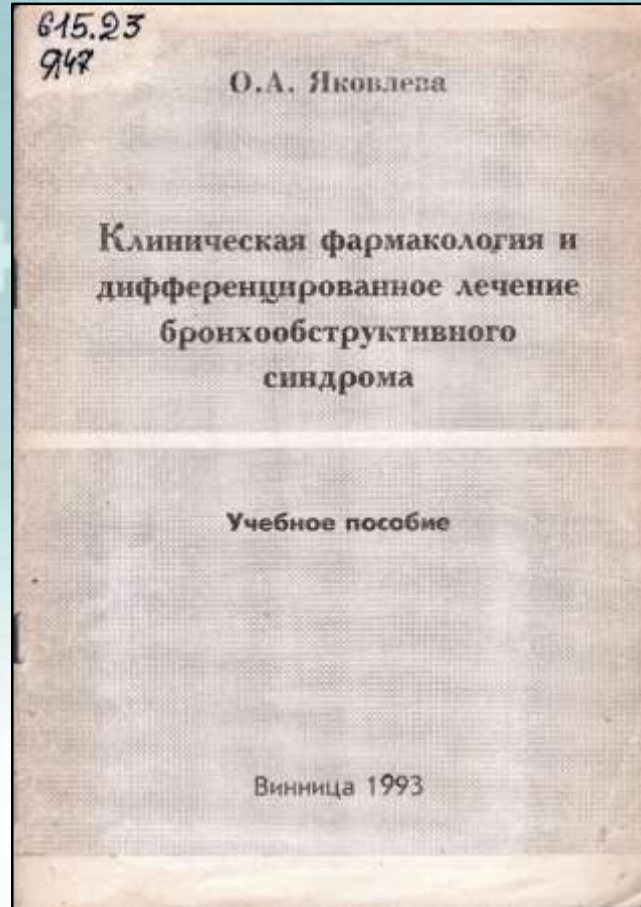 615.23
Я47
О.А. Яковлева
Клиническая фармакология и
дифференцированное лечение
бронхообструктивного
синдрома
Учебное пособие
Винница 1993